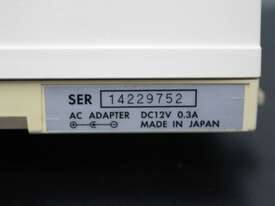 SER 14229752
AC ADAPTER DC12V 0.3A
MADE IN JAPAN